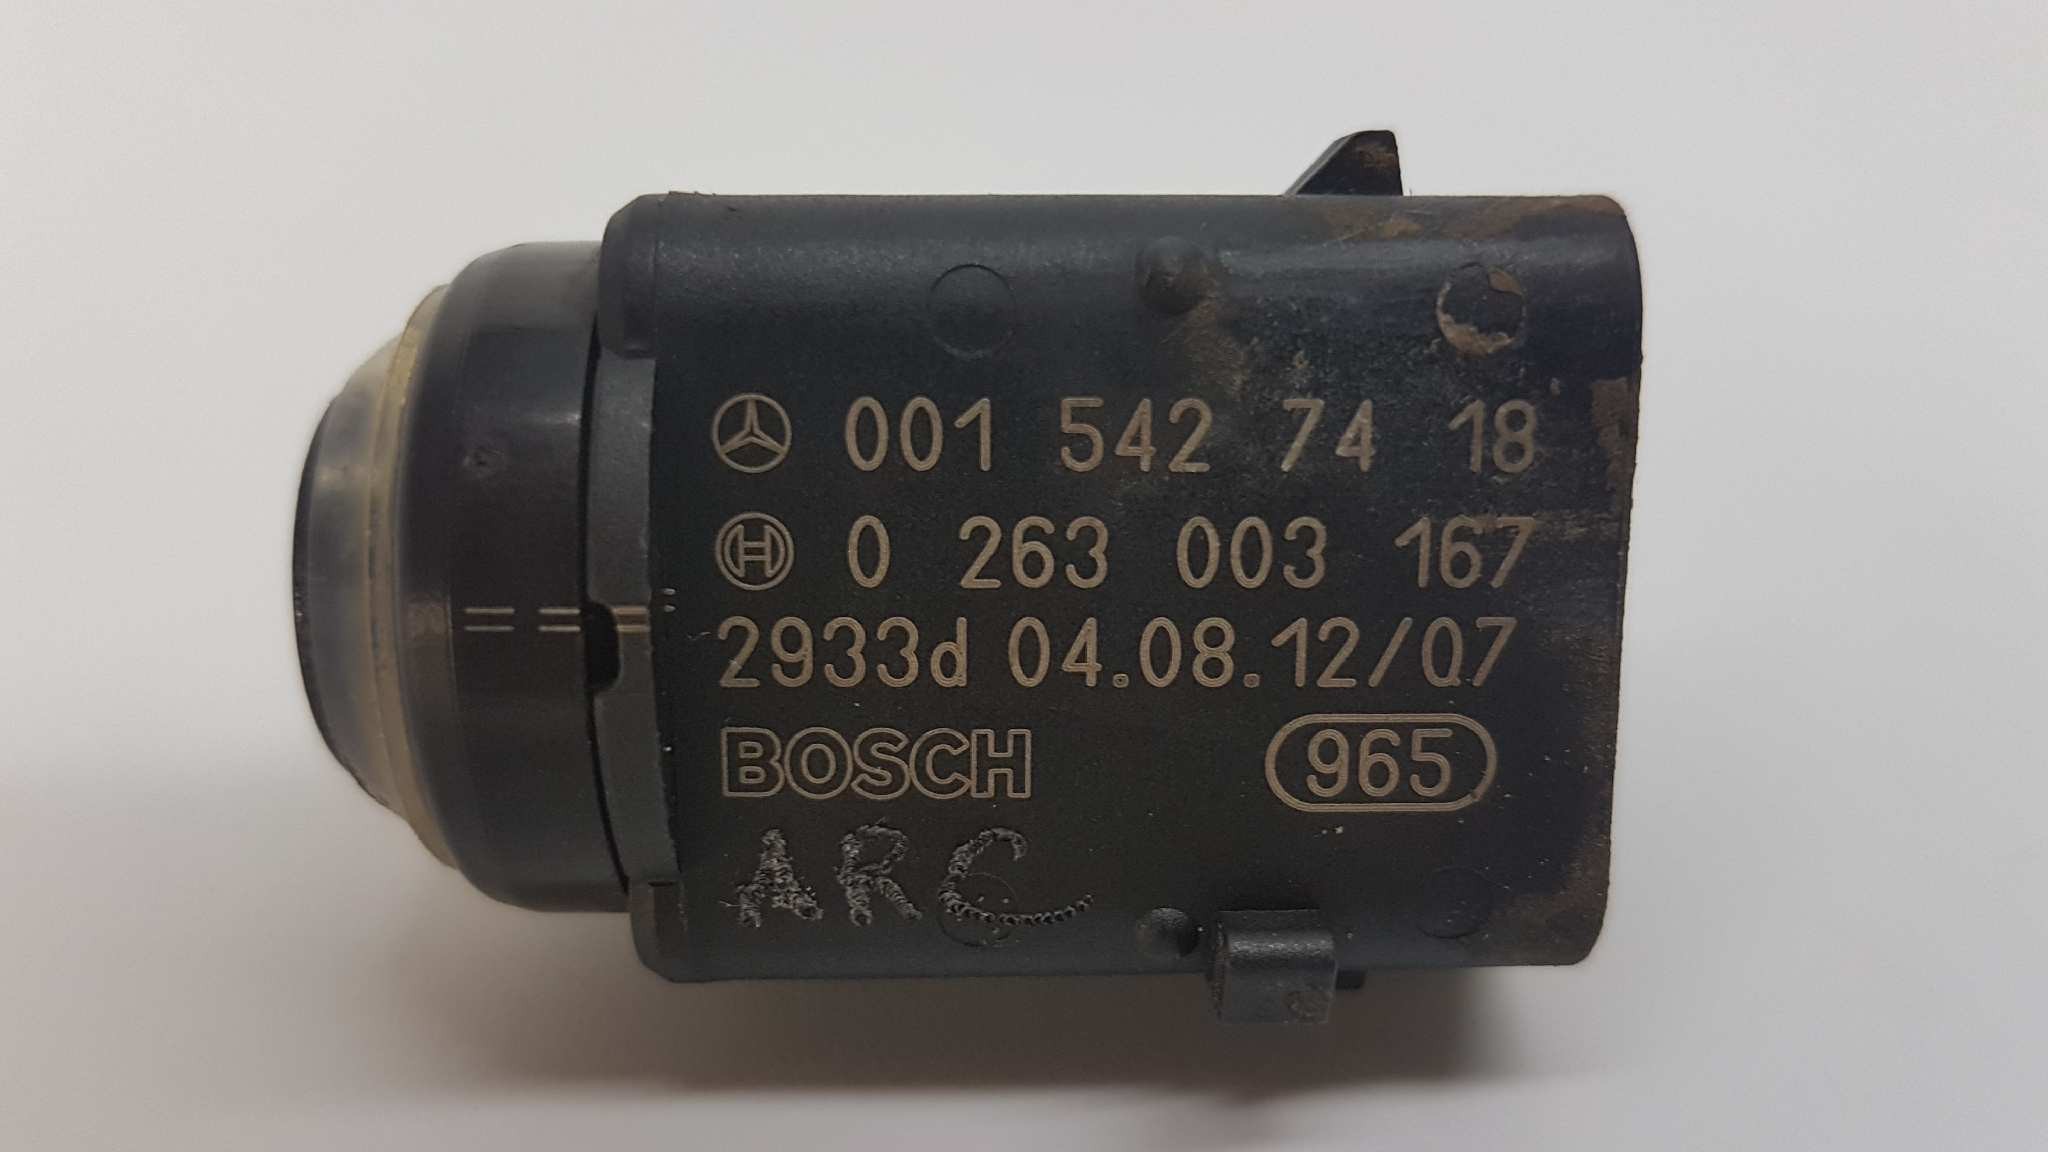 001 542 74 18
0 263 003 167
2933d 04.08.12/07
BOSCH 965
ARC